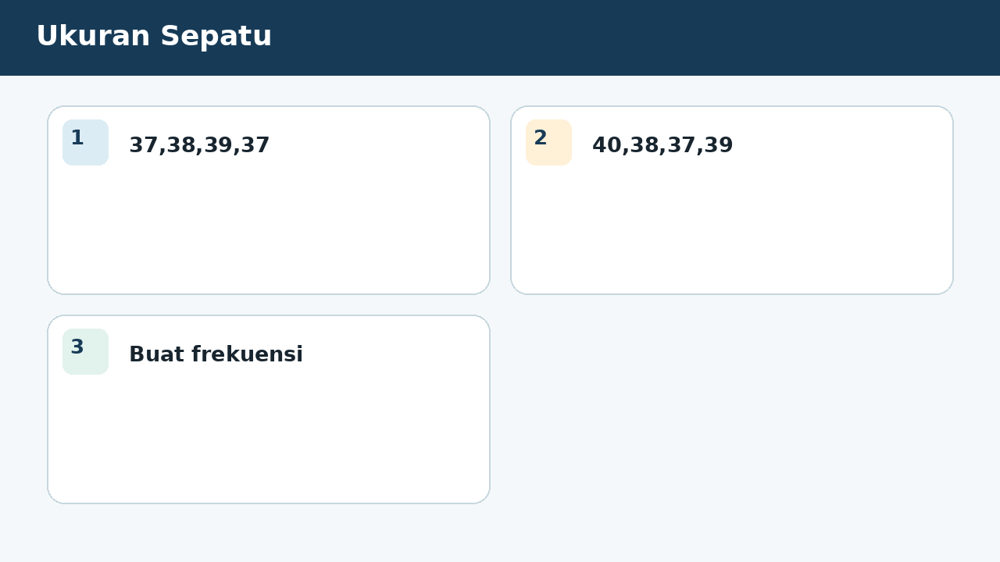 Ukuran Sepatu
1
37,38,39,37
2
40,38,37,39
3
Buat frekuensi